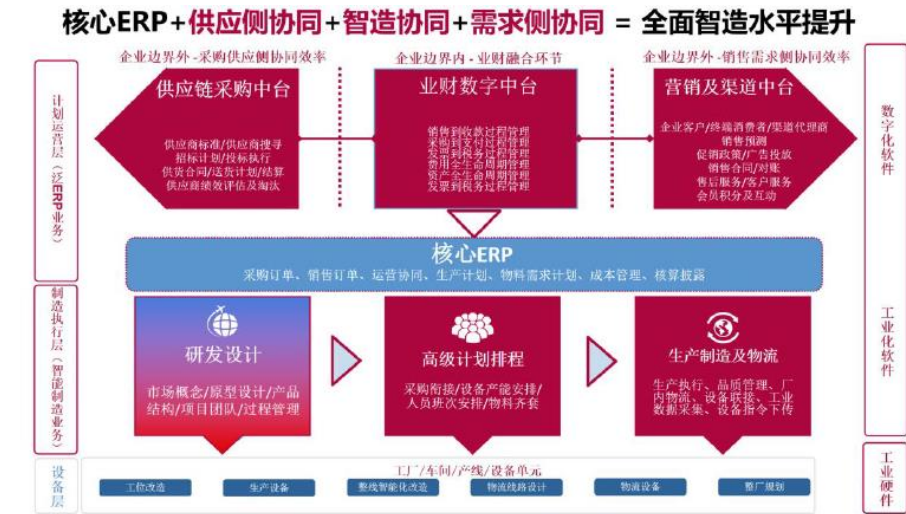 核心ERP+供应侧协同+智造协同+需求侧协同 = 全面智造水平提升
企业边界外-采购供应侧协同效率
企业边界内-业财融合环节
企业边界外-销售需求侧协同效率
计划运营层（泛ERP业务）
供应链采购中台
供应商标准/供应商搜寻
招标计划/投标执行
供货合同/送货计划/结算
供应商绩效评估及淘汰
业财数字中台
销售到收款过程管理
采购到支付过程管理
发票到税务过程管理
费用全生命周期管理
资产全生命周期管理
发票到税务过程管理
营销及渠道中台
企业客户/终端消费者/渠道代理商
销售预测
促销政策/广告投放
销售合同/对账
售后服务/客户服务
会员积分及互动
数字化软件
核心ERP
采购订单、销售订单、运营协同、生产计划、物料需求计划、成本管理、核算披露
制造执行层（智能制造业务）
研发设计
市场概念/原型设计/产品
结构/项目团队/过程管理
高级计划排程
采购衔接/设备产能安排/
人员班次安排/物料齐套
生产制造及物流
生产执行、品质管理、厂
内物流、设备联接、工业
数据采集、设备指令下传
工业化软件
设备层
工厂/车间/产线/设备单元
工位改造
生产设备
整线智能化改造
物流线路设计
物流设备
整厂规划
工业硬件